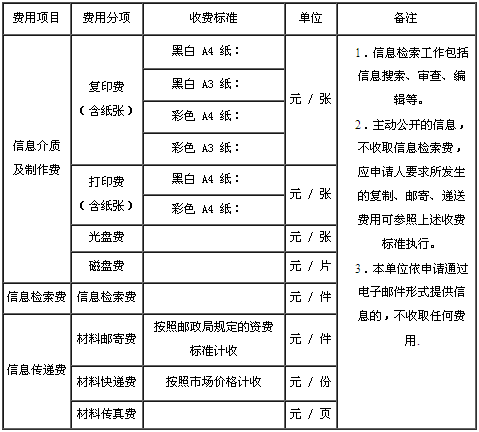 费用项目 费用分项 收费标准 单位 备注
信息介质
及制作费
复印费
（含纸张）
黑白 A4 纸：
黑白 A3 纸：
彩色 A4 纸：
彩色 A3 纸：
元 / 张
打印费
（含纸张）
黑白 A4 纸：
彩色 A4 纸：
元 / 张
光盘费 元 / 张
磁盘费 元 / 片
信息检索费 信息检索费 元 / 件
信息传递费
材料邮寄费
按照邮政局规定的资费
标准计收
元 / 件
材料快递费 按照市场价格计收 元 / 份
材料传真费 元 / 页
1．信息检索工作包括
信息搜索、审查、编
辑等。
2．主动公开的信息，
不收取信息检索费，
应申请人要求所发生
的复制、邮寄、递送
费用可参照上述收费
标准执行。
3．本单位依申请通过
电子邮件形式提供信
息的，不收取任何费
用.